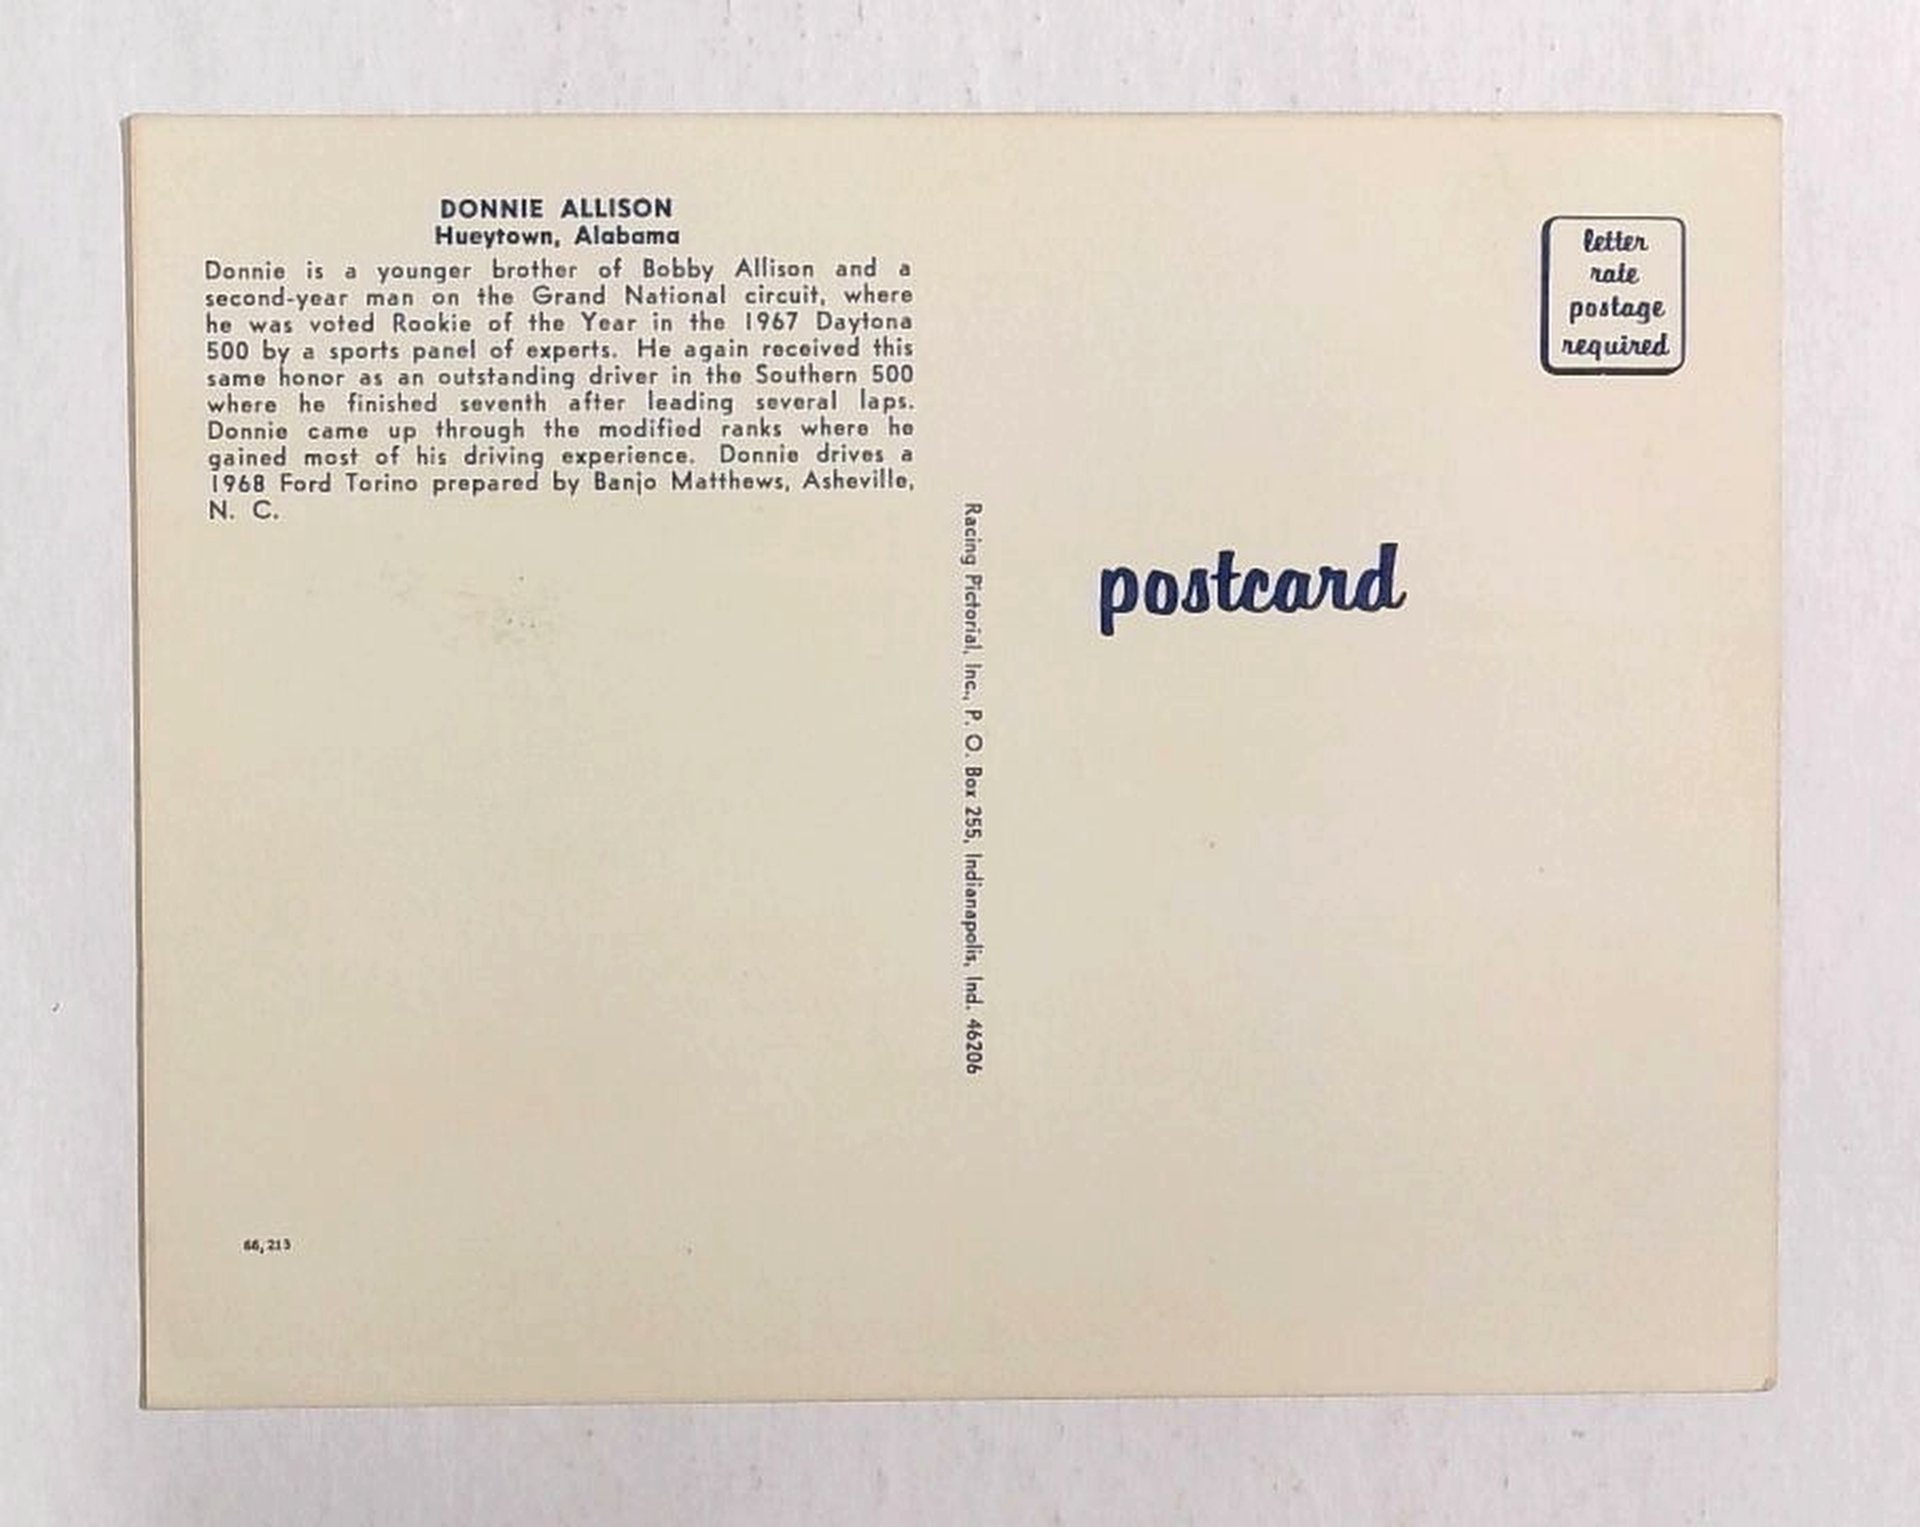 DONNIE ALLISON
Hueytown, Alabama
Donnie is a younger brother of Bobby Allison and a
second-year man on the Grand National circuit, where
he was voted Rookie of the Year in the 1967 Daytona
500 by a sports panel of experts. He again received this
same honor as an outstanding driver in the Southern 500
where he finished seventh after leading several laps.
Donnie came up through the modified ranks where he
gained most of his driving experience. Donnie drives a
1968 Ford Torino prepared by Banjo Matthews, Asheville,
N. C.
66,213
Racing Pictorial, Inc., P. O. Box 255, Indianapolis, Ind. 46206
letter
rate
postage
required
postcard